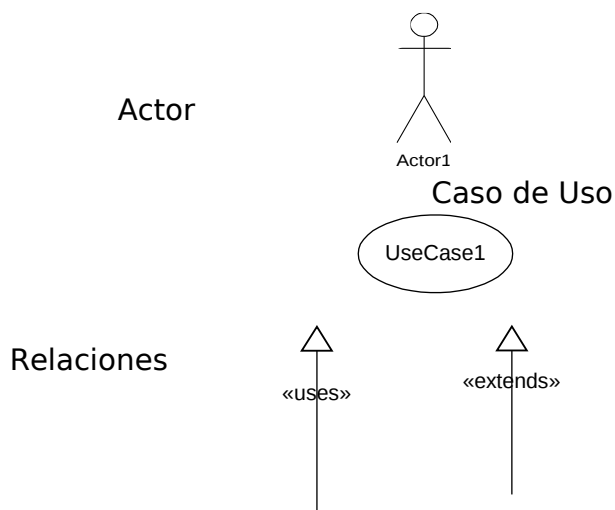 Actor
Actor1
Caso de Uso
UseCase1
Relaciones
«uses»
«extends»